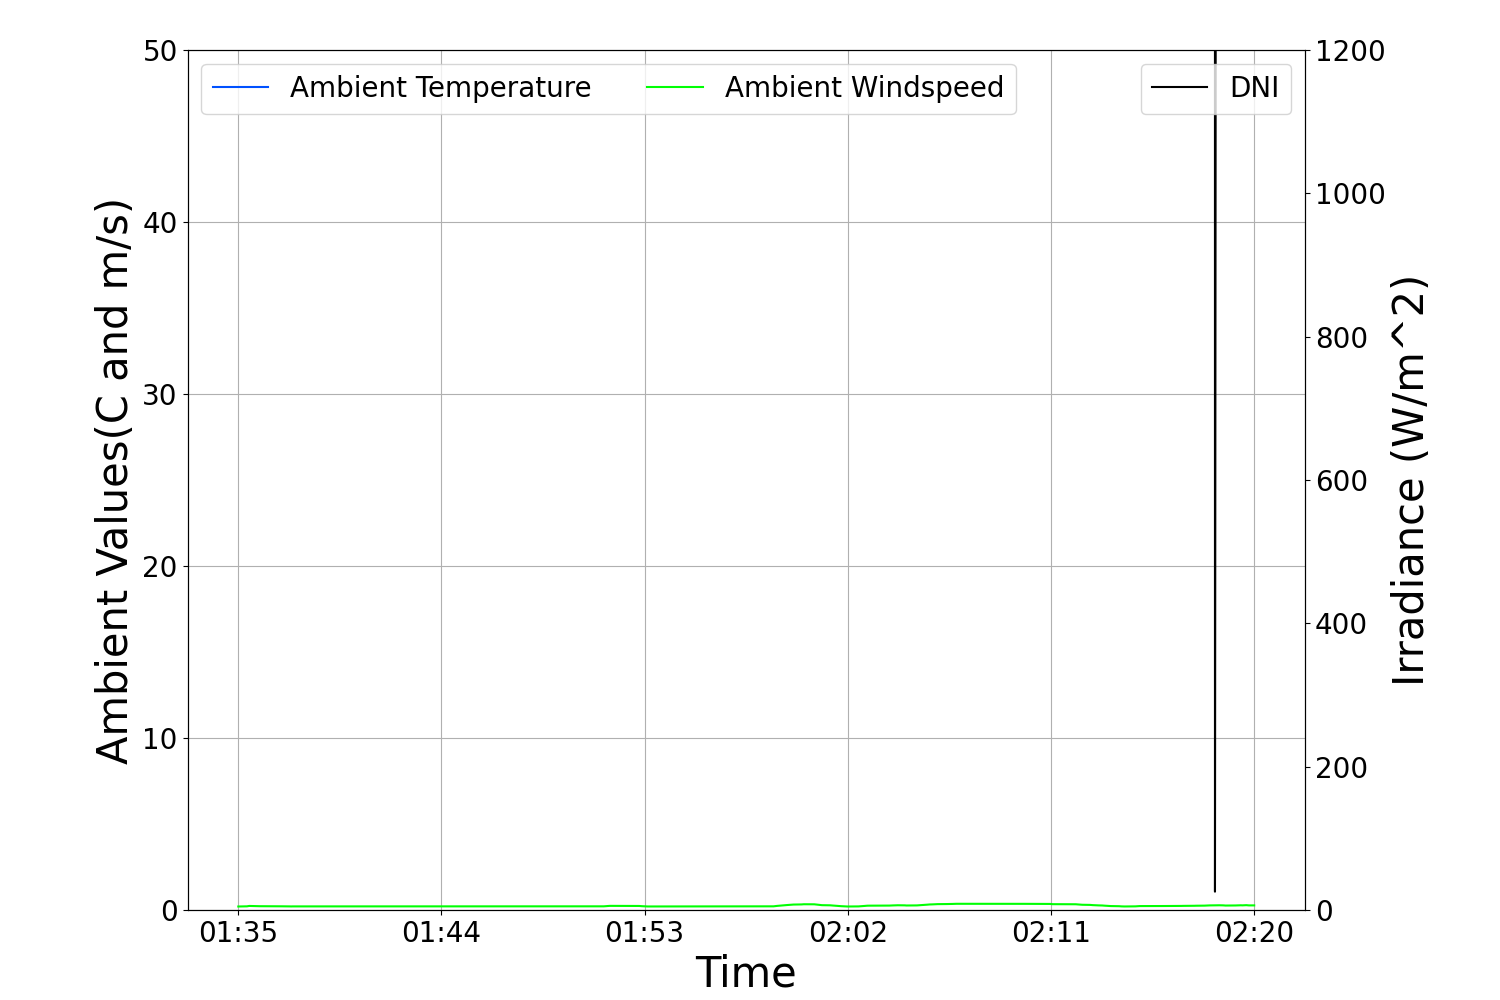 Ambient Temperature Ambient Windspeed DNI
Ambient Values(C and m/s)
50
40
30
20
10
0
1200
1000
800
600
400
200
0
Irradiance (W/m^2)
01:35 01:44 01:53 02:02 02:11 02:20
Time